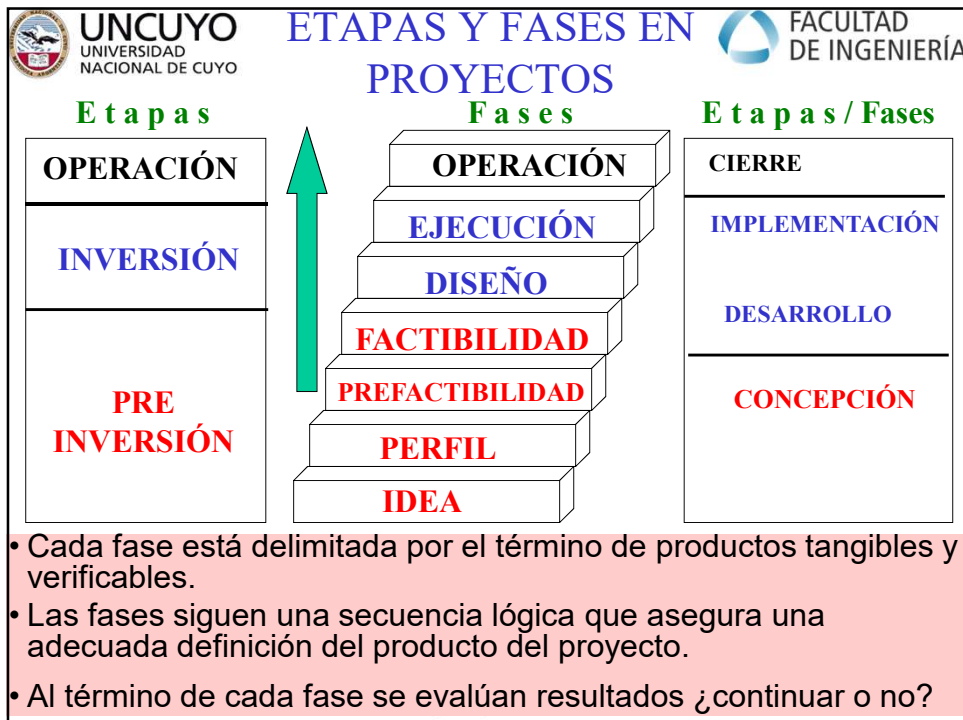 UNCUYO
UNIVERSIDAD
NACIONAL DE CUYO
ETAPAS Y FASES EN
PROYECTOS
FACULTAD
DE INGENIERÍA
E t a p a s
F a s e s
E t a p a s / Fases
OPERACIÓN
INVERSIÓN
PRE
INVERSIÓN
OPERACIÓN
EJECUCIÓN
DISEÑO
FACTIBILIDAD
PREFACTIBILIDAD
PERFIL
IDEA
CIERRE
IMPLEMENTACIÓN
DESARROLLO
CONCEPCIÓN
• Cada fase está delimitada por el término de productos tangibles y
verificables.
• Las fases siguen una secuencia lógica que asegura una
adecuada definición del producto del proyecto.
• Al término de cada fase se evalúan resultados ¿continuar o no?